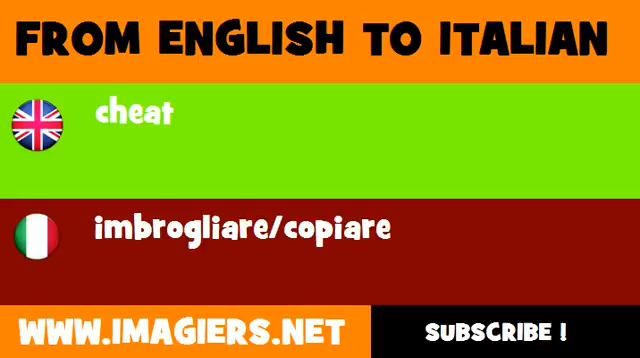 FROM ENGLISH TO ITALIAN
cheat
imbrogliare/copiare
WWW.IMAGIERS.NET
SUBSCRIBE !